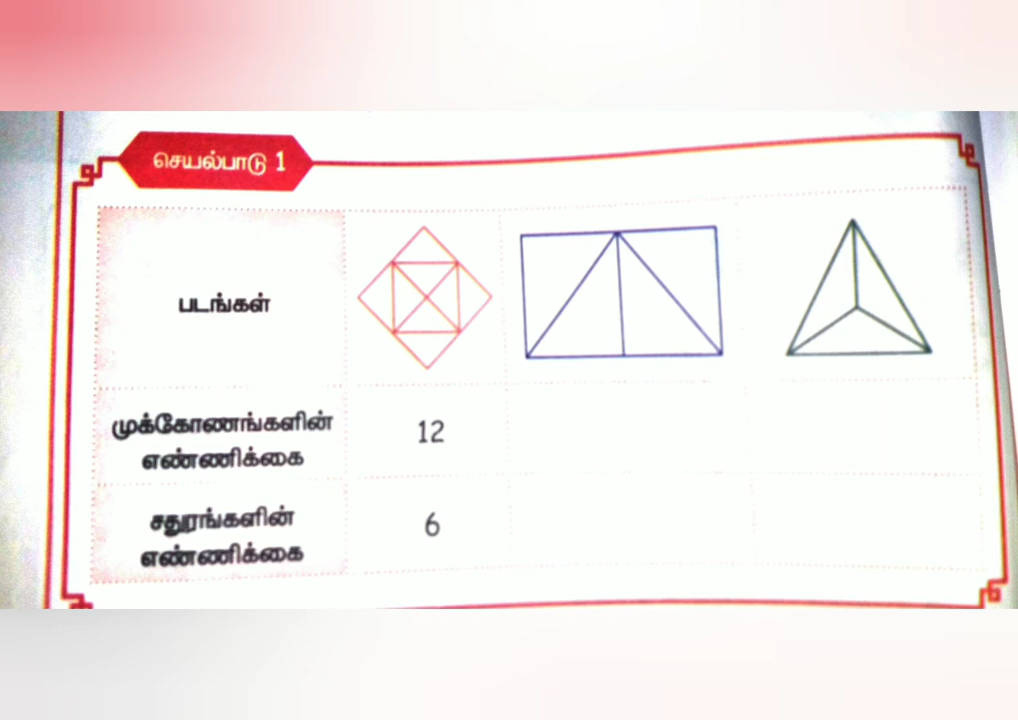 செயல்பாடு 1
படங்கள்
முக்கோணங்களின்
எண்ணிக்கை
12
சதுரங்களின்
எண்ணிக்கை
6